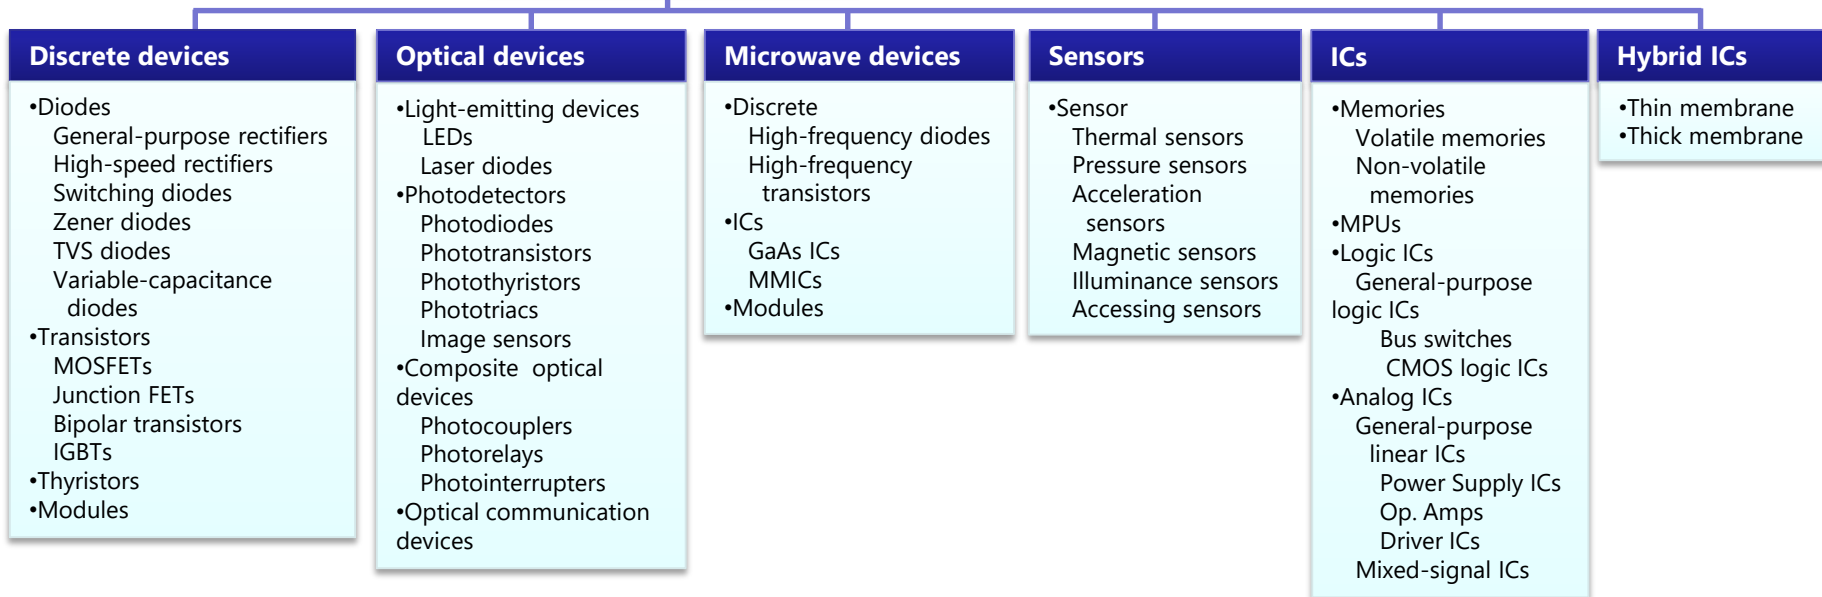 Discrete devices
•Diodes
General-purpose rectifiers
High-speed rectifiers
Switching diodes
Zener diodes
TVS diodes
Variable-capacitance
diodes
•Transistors
MOSFETs
Junction FETs
Bipolar transistors
IGBTs
•Thyristors
•Modules
Optical devices
•Light-emitting devices
LEDs
Laser diodes
•Photodetectors
Photodiodes
Phototransistors
Photothyristors
Phototriacs
Image sensors
•Composite optical
devices
Photocouplers
Photorelays
Photointerrupters
•Optical communication
devices
Microwave devices
•Discrete
High-frequency diodes
High-frequency
transistors
•ICs
GaAs ICs
MMICs
•Modules
Sensors
•Sensor
Thermal sensors
Pressure sensors
Acceleration
sensors
Magnetic sensors
Illuminance sensors
Accessing sensors
ICs
•Memories
Volatile memories
Non-volatile
memories
•MPUs
•Logic ICs
General-purpose
logic ICs
Bus switches
CMOS logic ICs
•Analog ICs
General-purpose
linear ICs
Power Supply ICs
Op. Amps
Driver ICs
Mixed-signal ICs
Hybrid ICs
•Thin membrane
•Thick membrane